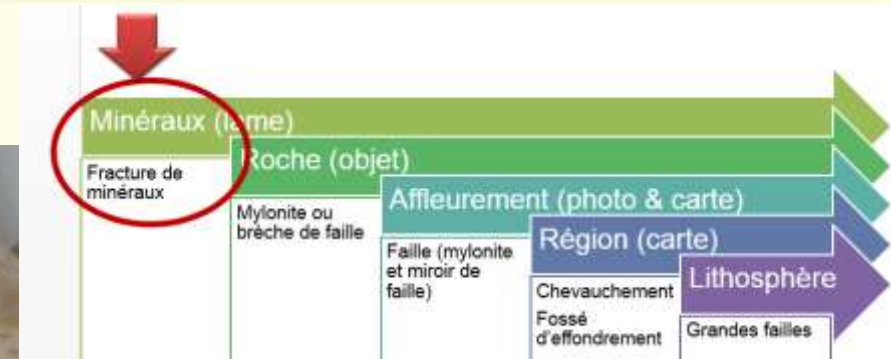 Minéraux (lame)
Fracture de
minéraux
Roche (objet)
Mylonite ou
brèche de faille
Affleurement (photo & carte)
Faille (mylonite
et miroir de
faille)
Région (carte)
Chevauchement
Fossé
d'effondrement
Lithosphère
Grandes failles